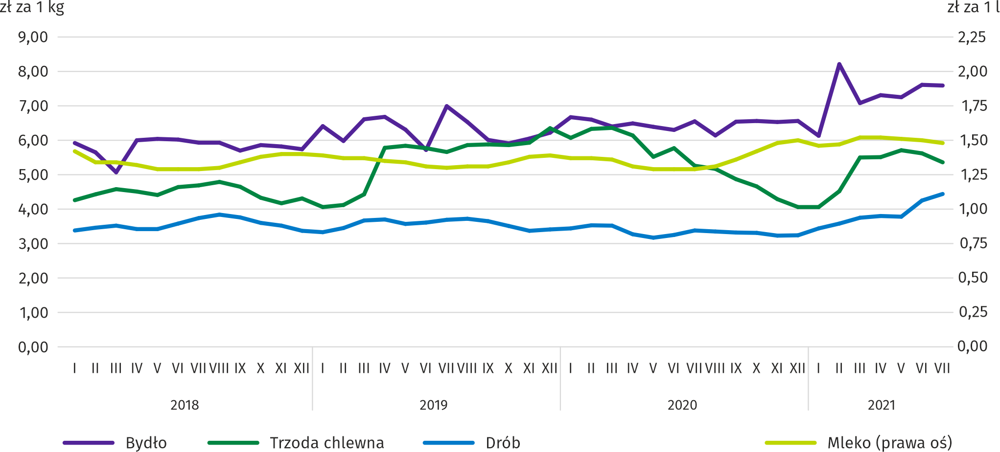 zł za 1 kg zł za 1 l
9,00 2,25
8,00 2,00
7,00 1,75
6,00 1,50
5,00 1,25
4,00 1,00
3,00 0,75
2,00 0,50
1,00 0,25
0,00 0,00
I II III IV V VI VII VIII IX X XI XII I II III IV V VI VII VIII IX X XI XII I II III IV V VI VII VIII IX X XI XII I II III IV V VI VII
2018 2019 2020 2021
Bydło Trzoda chlewna Drób Mleko (prawa oś)